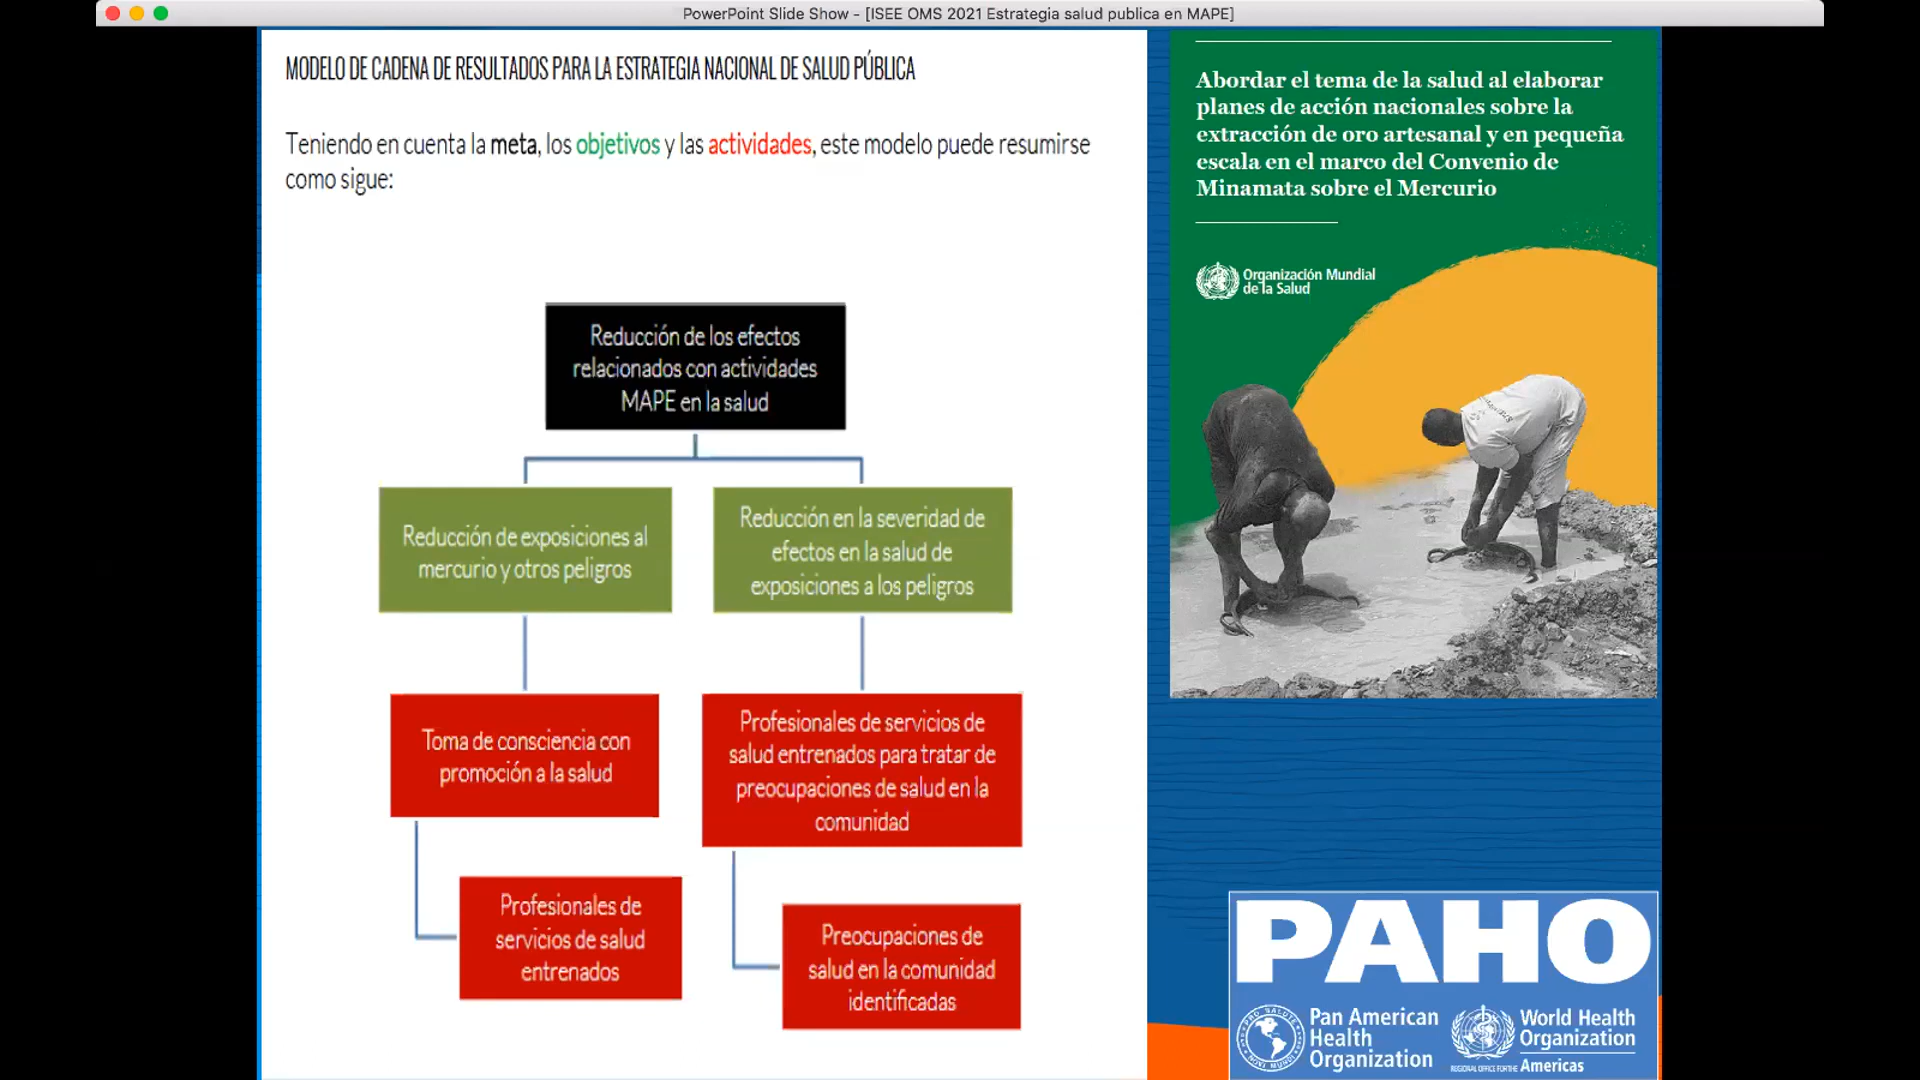 PowerPoint Slide Show - [ISEE OMS 2021 Estrategia salud publica en MAPE]
MODELO DE CADENA DE RESULTADOS PARA LA ESTRATEGIA NACIONAL DE SALUD PÚBLICA
Teniendo en cuenta la meta, los objetivos y las actividades, este modelo puede resumirse
como sigue:
Reducción de los efectos
relacionados con actividades
MAPE en la salud
Reducción de exposiciones al
mercurio y otros peligros
Reducción en la severidad de
efectos en la salud de
exposiciones a los peligros
Toma de consciencia con
promoción a la salud
Profesionales de servicios de
salud entrenados para tratar de
preocupaciones de salud en la
comunidad
Profesionales de
servicios de salud
entrenados
Preocupaciones de
salud en la comunidad
identificadas
Abordar el tema de la salud al elaborar
planes de acción nacionales sobre la
extracción de oro artesanal y en pequeña
escala en el marco del Convenio de
Minamata sobre el Mercurio
Organización Mundial
de la Salud
PAHO
Pan American
Health
Organization
World Health
Organization
REGIONAL OFFICE FOR THE Americas